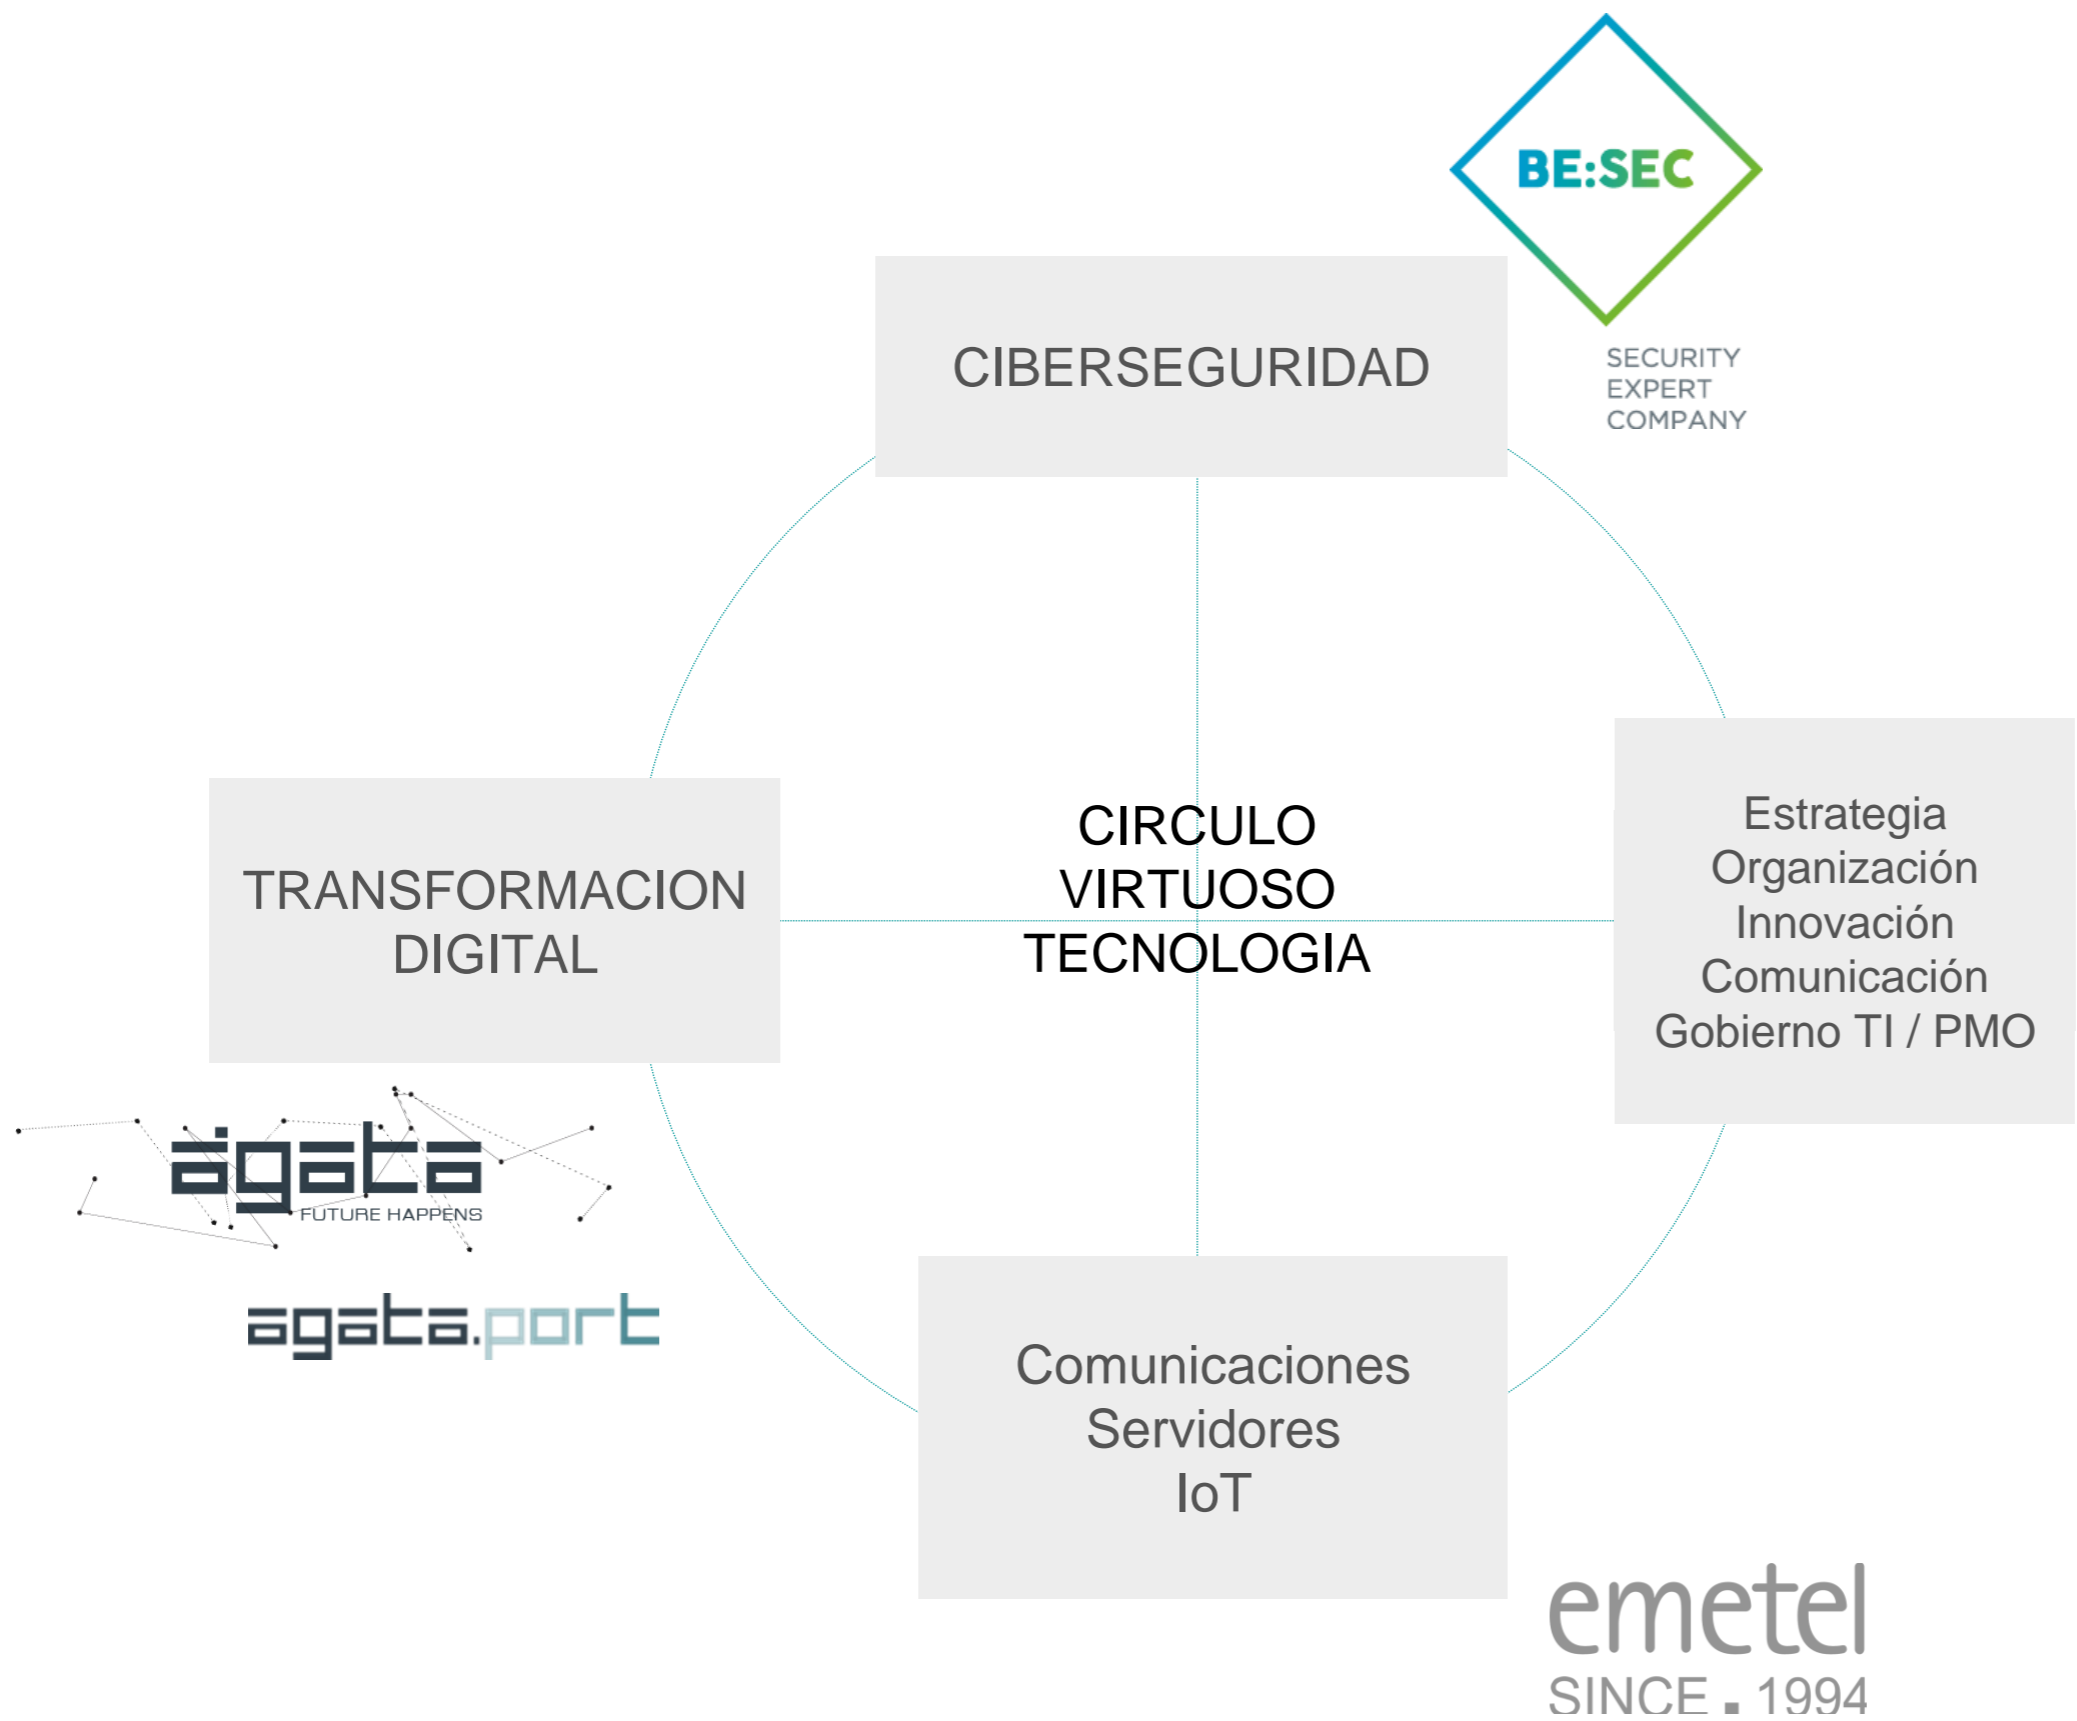 BE:SEC
SECURITY
EXPERT
COMPANY
CIBERSEGURIDAD
TRANSFORMACION
DIGITAL
CIRCULO
VIRTUOSO
TECNOLOGIA
Estrategia
Organización
Innovación
Comunicación
Gobierno TI / PMO
ágata
FUTURE HAPPENS
agata.port
Comunicaciones
Servidores
IoT
emetel
SINCE ▪ 1994